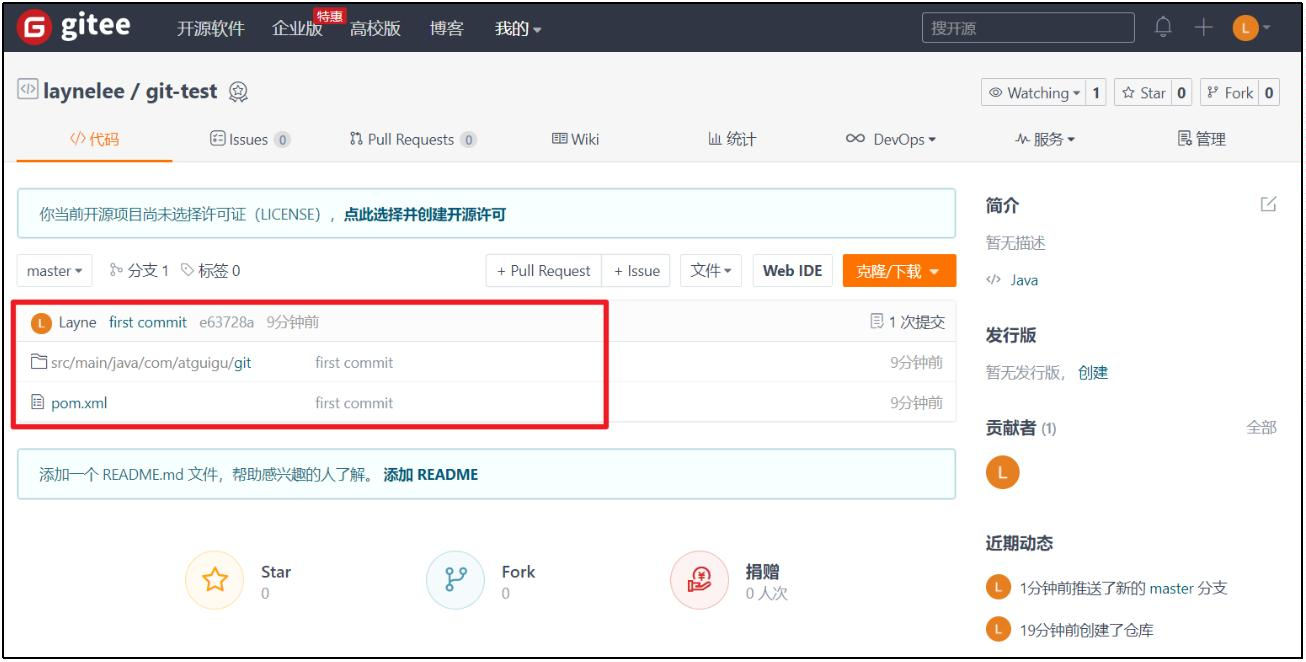 gitee 开源软件 企业版 特惠 高校版 博客 我的 搜开源 L
laynelee / git-test Watching 1 Star 0 Fork 0
代码 Issues 0 Pull Requests 0 Wiki 统计 DevOps 服务 管理
你当前开源项目尚未选择许可证（LICENSE），点此选择并创建开源许可
master 分支 1 标签 0 + Pull Request + Issue 文件 Web IDE 克隆/下载
L Layne first commit e63728a 9分钟前 1 次提交
src/main/java/com/atguigu/git first commit 9分钟前
pom.xml first commit 9分钟前
添加一个 README.md 文件，帮助感兴趣的人了解。 添加 README
Star
0
Fork
0
捐赠
0 人次
简介
暂无描述
Java
发行版
暂无发行版， 创建
贡献者 (1) 全部
L
近期动态
L 1分钟前推送了新的 master 分支
L 19分钟前创建了仓库